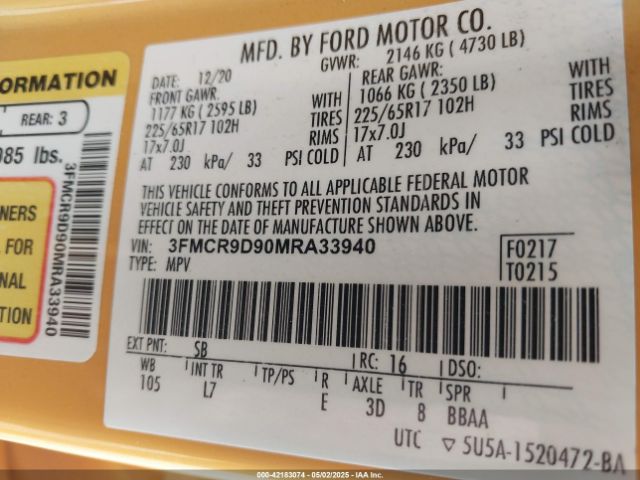 MFD. BY FORD MOTOR CO.
DATE: 12/20
GVWR: 2146 KG ( 4730 LB)
FRONT GAWR:
1177 KG ( 2595 LB)
WITH
225/65R17 102H
TIRES
17x7.0J
RIMS
AT 230 kPa/ 33 PSI COLD
REAR GAWR:
1066 KG ( 2350 LB)
WITH
225/65R17 102H
TIRES
17x7.0J
RIMS
AT 230 kPa/ 33 PSI COLD
THIS VEHICLE CONFORMS TO ALL APPLICABLE FEDERAL MOTOR
VEHICLE SAFETY AND THEFT PREVENTION STANDARDS IN
EFFECT ON THE DATE OF MANUFACTURE SHOWN ABOVE.
VIN: 3FMCR9D90MRA33940
TYPE: MPV
F0217
T0215
EXT PNT: SB
RC: 16
DSO:
WB
105
INT TR
L7
TP/PS
R
E
AXLE
3D
TR
8
SPR
BBAA
UTC ▽ 5U5A-1520472-BA
ORMATION
REAR: 3
985 lbs.
3FMCR9D90MRA33940
NERS
FOR
NAL
TION
000-42183074 - 05/02/2025 - IAA, Inc.